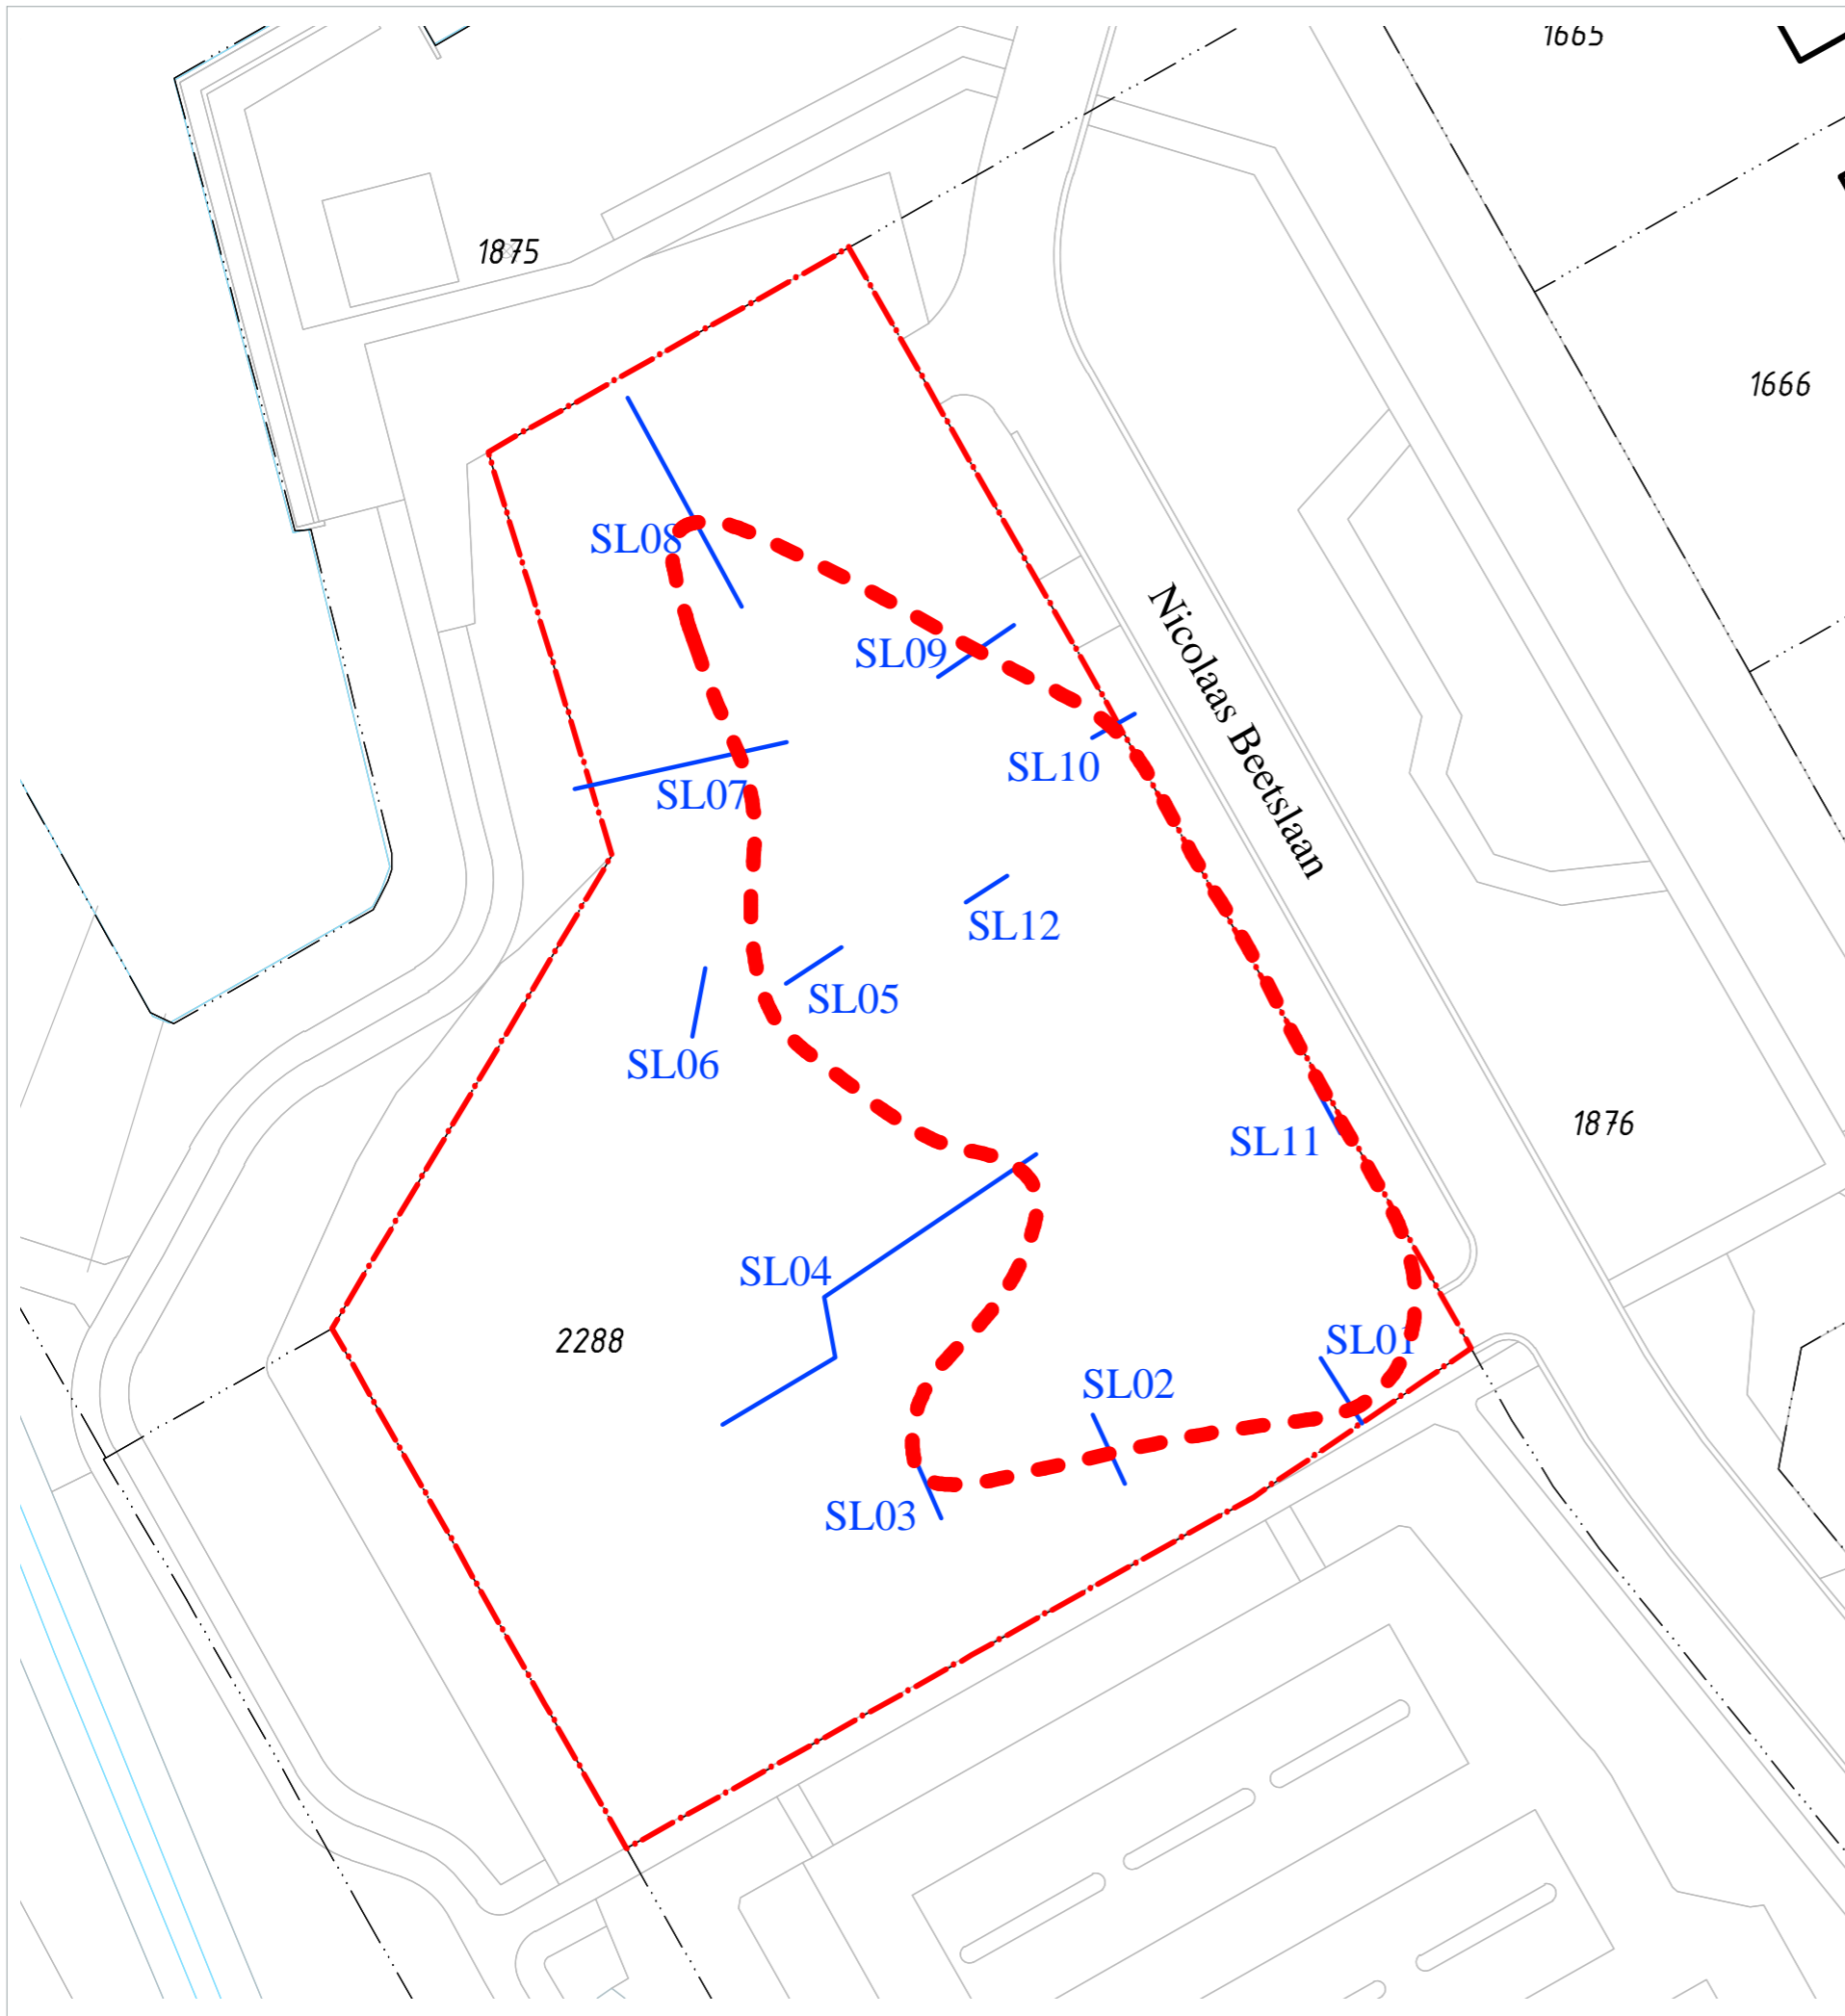 1665
1875
1666
SL08
Nicolaas Beetslaan
SL09
SL10
SL07
SL12
SL05
SL06
1876
SL11
SL04
2288
SL01
SL02
SL03